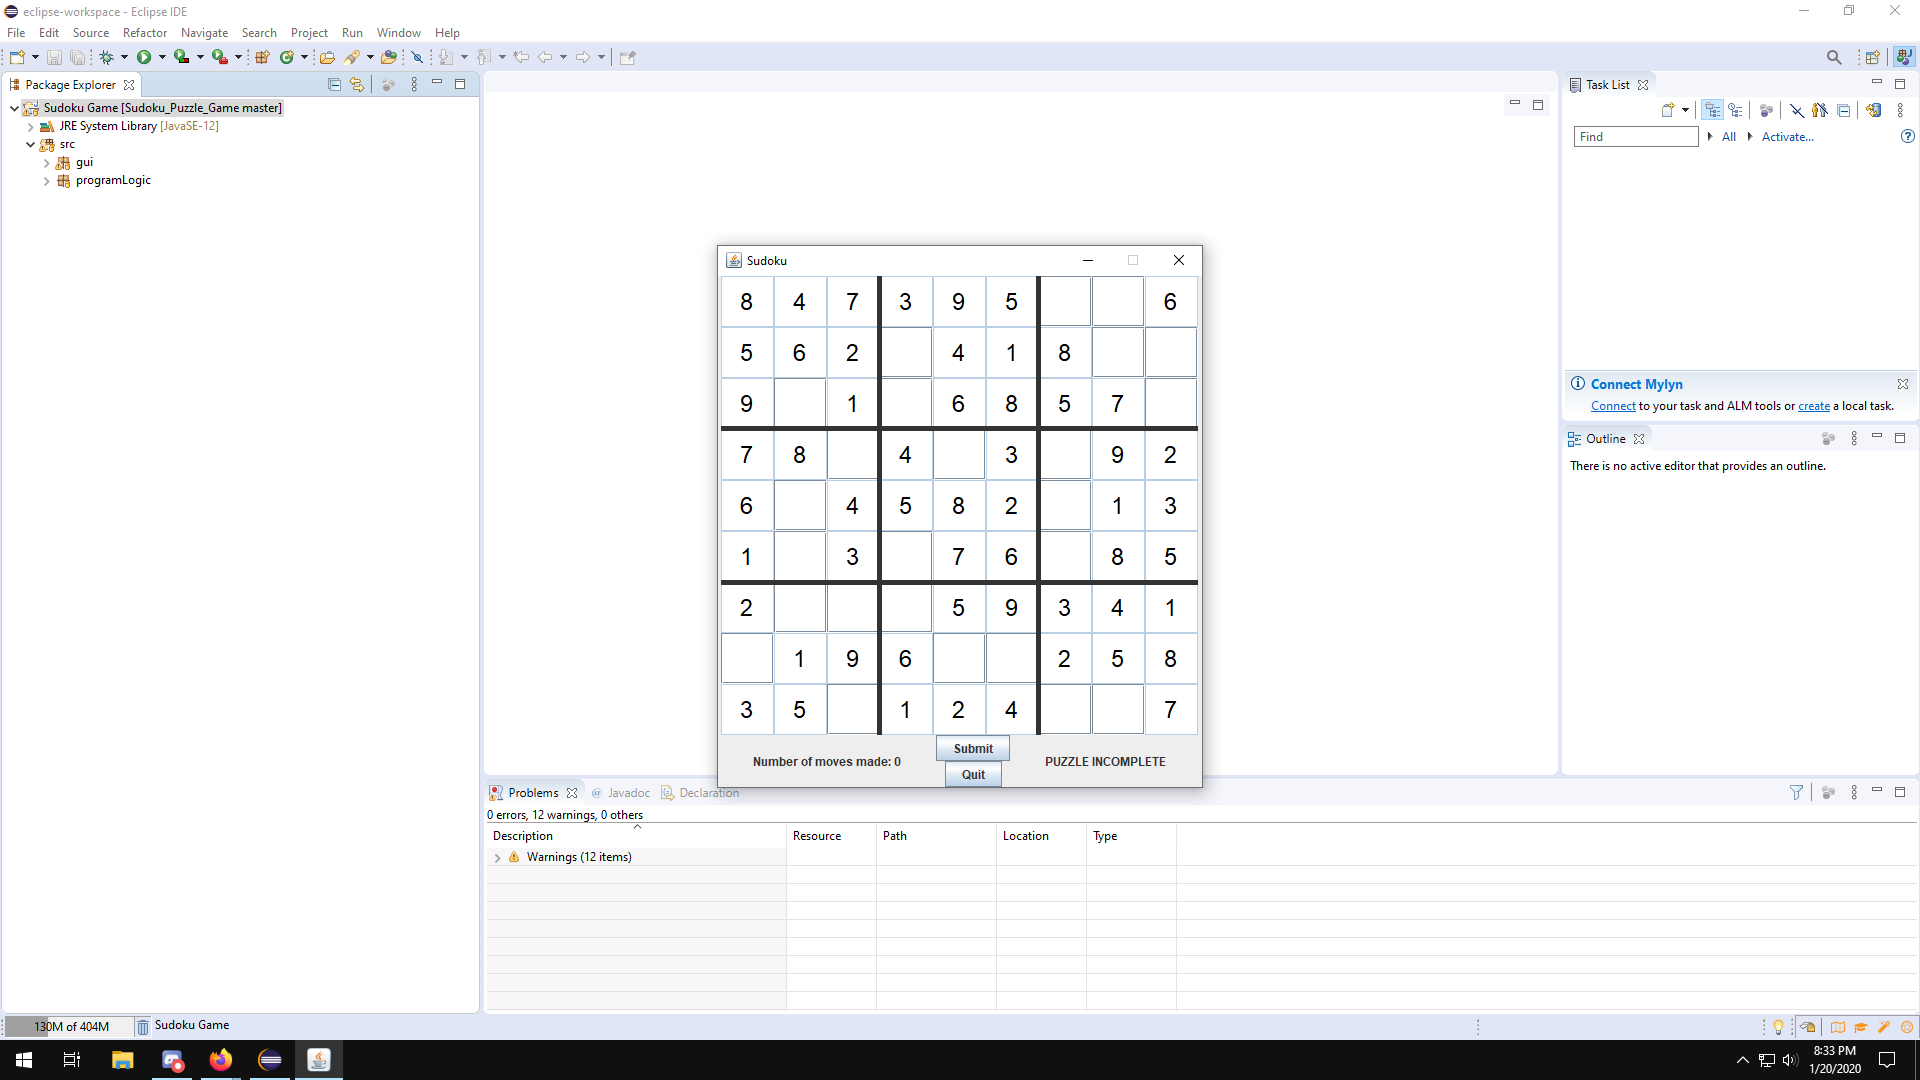 eclipse-workspace - Eclipse IDE
File Edit Source Refactor Navigate Search Project Run Window Help
Package Explorer
Sudoku Game [Sudoku_Puzzle_Game master]
JRE System Library [JavaSE-12]
src
gui
programLogic
Task List
Find All Activate...
Connect Mylyn
Connect to your task and ALM tools or create a local task.
Outline
There is no active editor that provides an outline.
Sudoku
8 4 7 3 9 5 6
5 6 2 4 1 8
9 1 6 8 5 7
7 8 4 3 9 2
6 4 5 8 2 1 3
1 3 7 6 8 5
2 5 9 3 4 1
1 9 6 2 5 8
3 5 1 2 4 7
Number of moves made: 0
Submit
Quit
PUZZLE INCOMPLETE
Problems @ Javadoc Declaration
0 errors, 12 warnings, 0 others
Description Resource Path Location Type
Warnings (12 items)
130M of 404M Sudoku Game
8:33 PM
1/20/2020